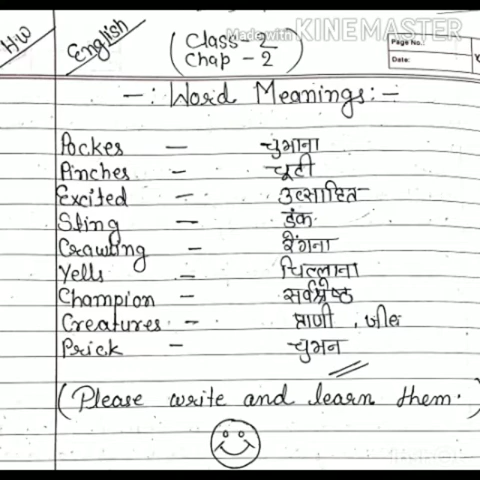 Made with KINEMASTER
H.W
English
(Class-2
Chap - 2)
Page No.:
Date:
-: Word Meanings:-
Pockes - चुभाना
Pinches - चूटी
Excited - उत्साहित
Sting - डंक
Crawling - रेंगना
Yells - चिल्लाना
Champion - सर्वश्रेष्ठ
Creatures - प्राणी, जीव
Prick - चुभन
(Please write and learn them.)